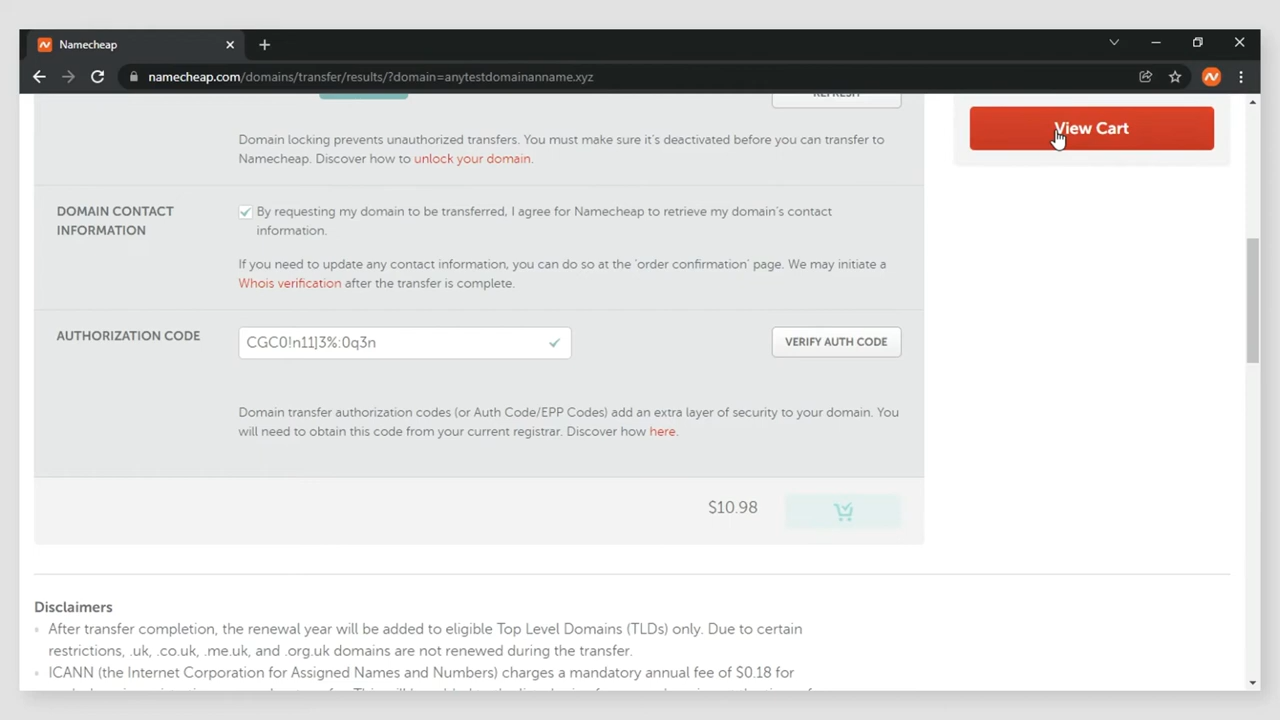 Namecheap
namecheap.com/domains/transfer/results/?domain=anytestdomainanname.xyz
REFRESH
View Cart
Domain locking prevents unauthorized transfers. You must make sure it's deactivated before you can transfer to
Namecheap. Discover how to unlock your domain.
DOMAIN CONTACT
INFORMATION
By requesting my domain to be transferred, I agree for Namecheap to retrieve my domain's contact
information.
If you need to update any contact information, you can do so at the 'order confirmation' page. We may initiate a
Whois verification after the transfer is complete.
AUTHORIZATION CODE
CGC0!n11]3%:0q3n
VERIFY AUTH CODE
Domain transfer authorization codes (or Auth Code/EPP Codes) add an extra layer of security to your domain. You
will need to obtain this code from your current registrar. Discover how here.
$10.98
Disclaimers
After transfer completion, the renewal year will be added to eligible Top Level Domains (TLDs) only. Due to certain
restrictions, .uk, .co.uk, .me.uk, and .org.uk domains are not renewed during the transfer.
ICANN (the Internet Corporation for Assigned Names and Numbers) charges a mandatory annual fee of $0.18 for